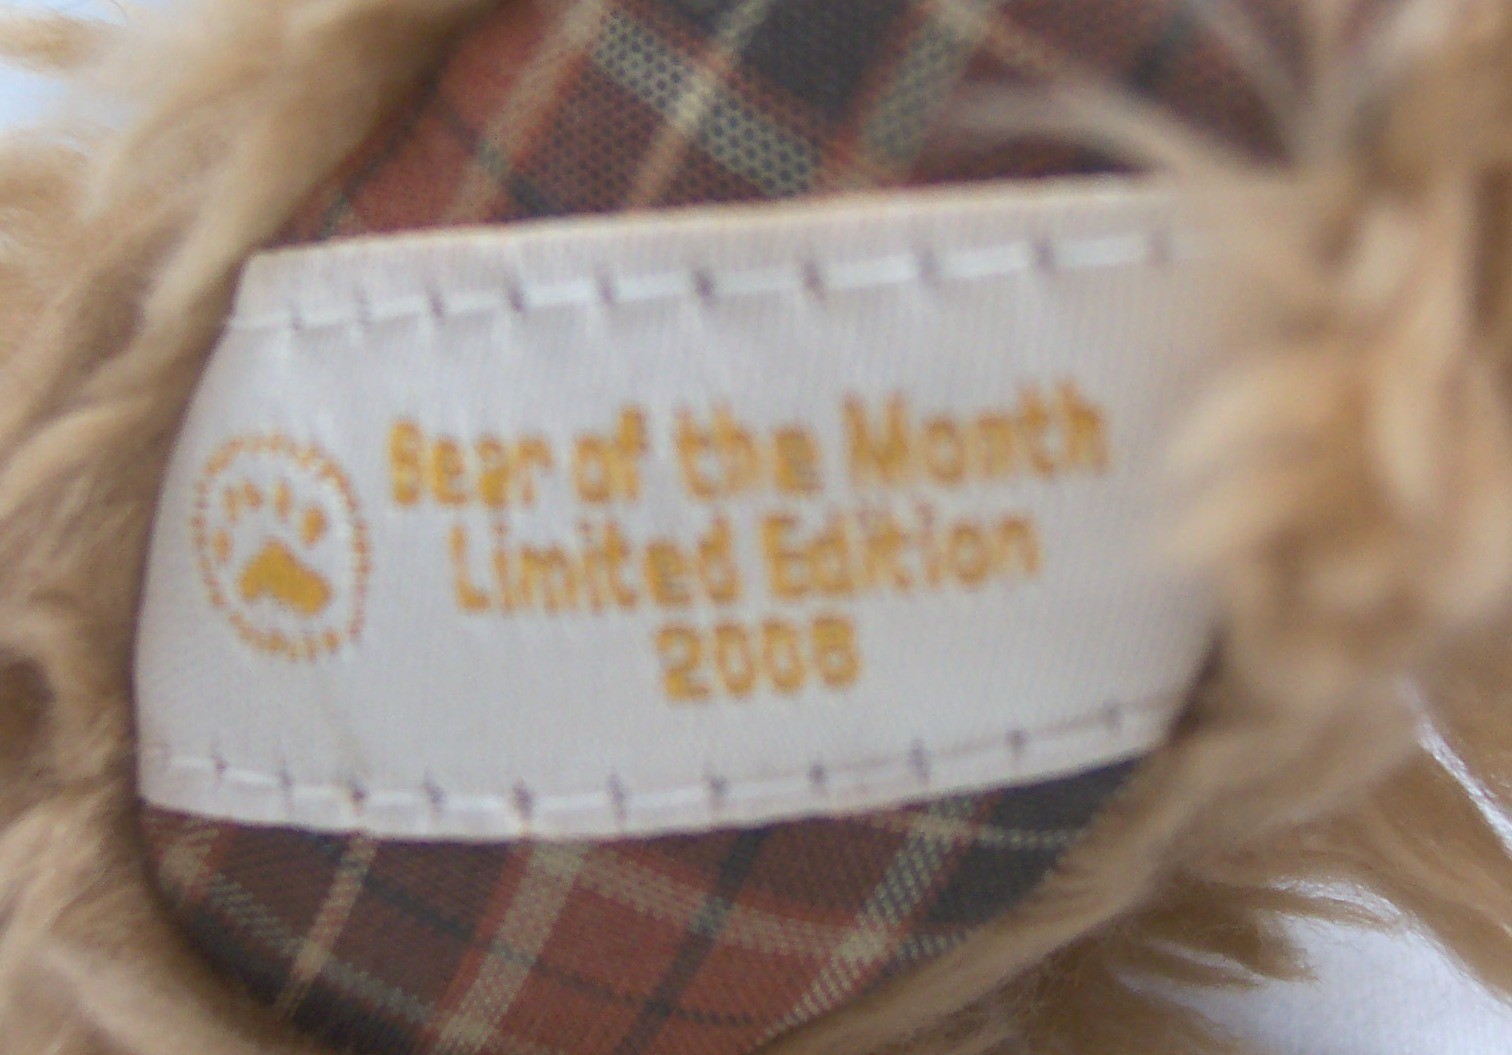 Bear of the Month
Limited Edition
2008